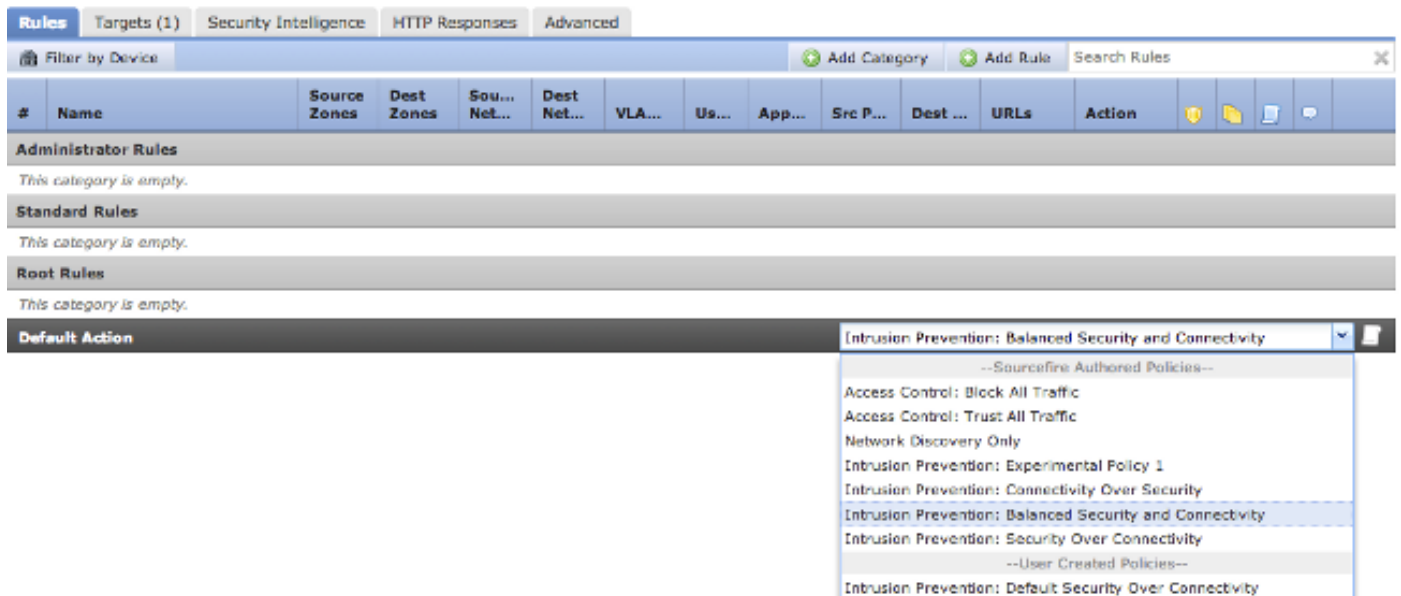 Rules Targets (1) Security Intelligence HTTP Responses Advanced
Filter by Device Add Category Add Rule Search Rules
# Name Source Zones Dest Zones Sou... Net... Dest Net... VLA... Us... App... Src P... Dest ... URLs Action
Administrator Rules
This category is empty.
Standard Rules
This category is empty.
Root Rules
This category is empty.
Default Action Intrusion Prevention: Balanced Security and Connectivity
--Sourcefire Authored Policies--
Access Control: Block All Traffic
Access Control: Trust All Traffic
Network Discovery Only
Intrusion Prevention: Experimental Policy 1
Intrusion Prevention: Connectivity Over Security
Intrusion Prevention: Balanced Security and Connectivity
Intrusion Prevention: Security Over Connectivity
--User Created Policies--
Intrusion Prevention: Default Security Over Connectivity